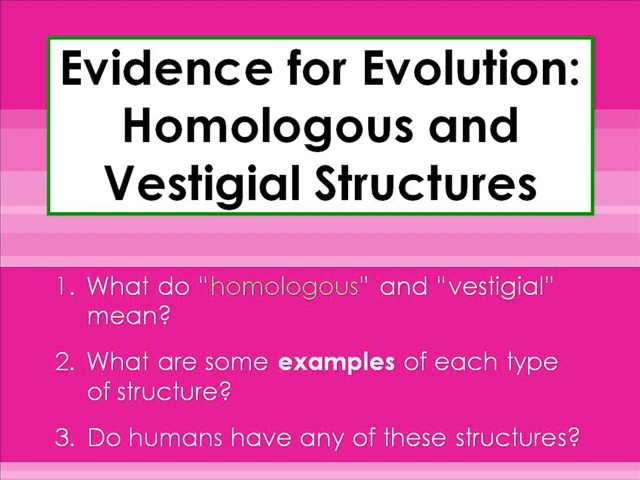 Evidence for Evolution:
Homologous and
Vestigial Structures
1. What do “homologous” and “vestigial”
mean?
2. What are some examples of each type
of structure?
3. Do humans have any of these structures?